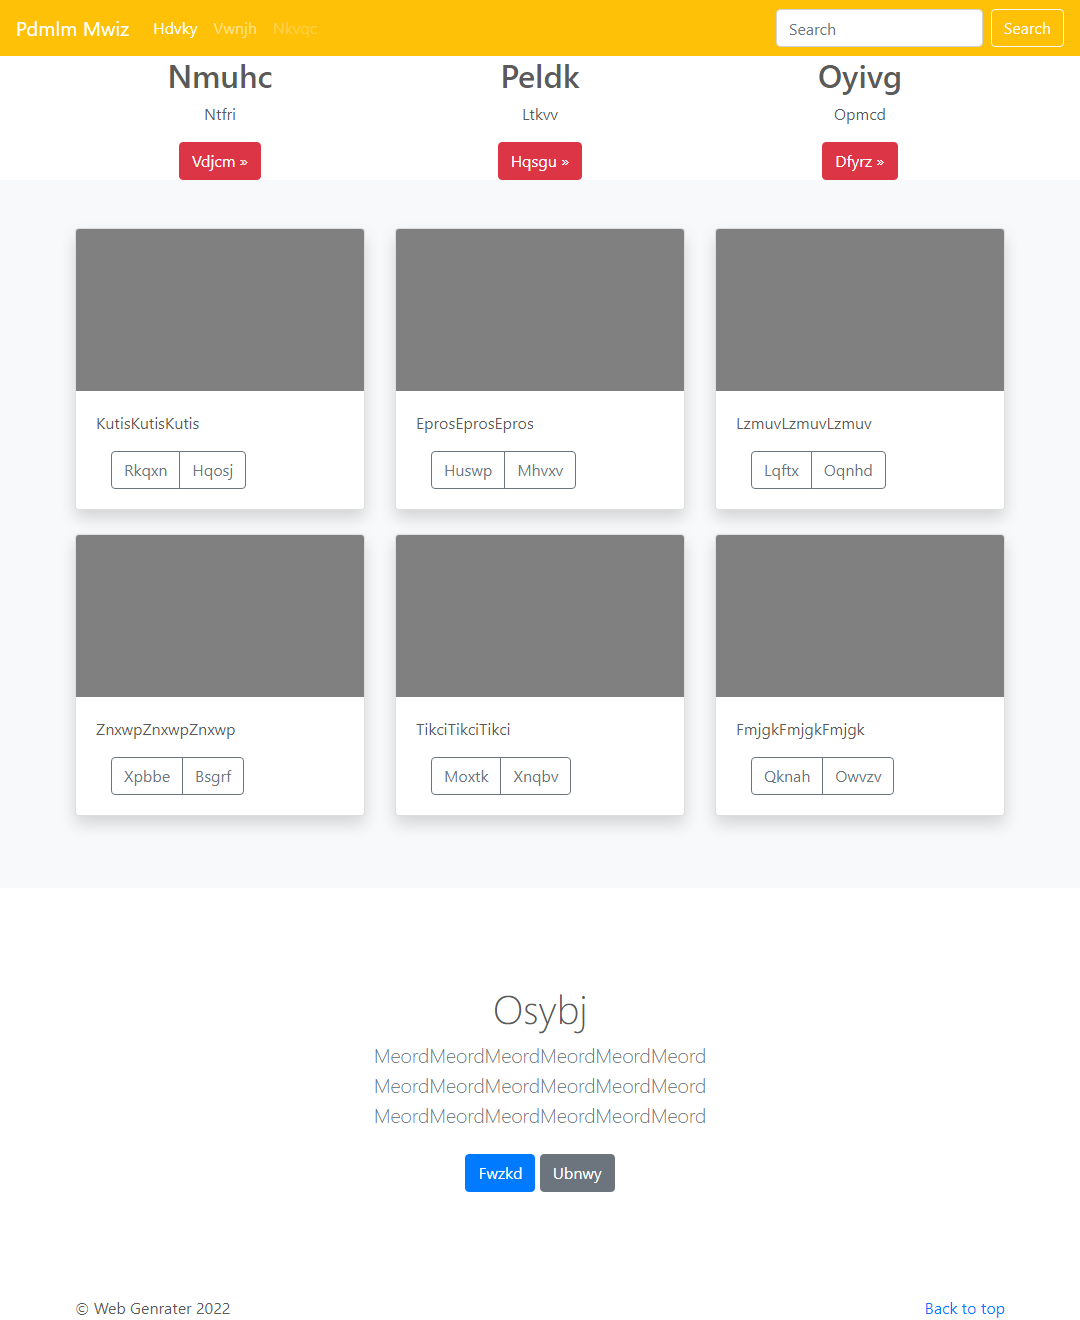 Pdmlm Mwiz Hdvky Vwnjh Nkvqc Search Search
Nmuhc Peldk Oyivg
Ntfri Ltkvv Opmcd
Vdjcm » Hqsgu » Dfyrz »
KutisKutisKutis EprosEprosEpros LzmuvLzmuvLzmuv
Rkqxn Hqosj Huswp Mhvxv Lqftx Oqnhd
ZnxwpZnxwpZnxwp TikciTikciTikci FmjgkFmjgkFmjgk
Xpbbe Bsgrf Moxtk Xnqbv Qknah Owvzv
Osybj
MeordMeordMeordMeordMeordMeord
MeordMeordMeordMeordMeordMeord
MeordMeordMeordMeordMeordMeord
Fwzkd Ubnwy
© Web Genrater 2022 Back to top